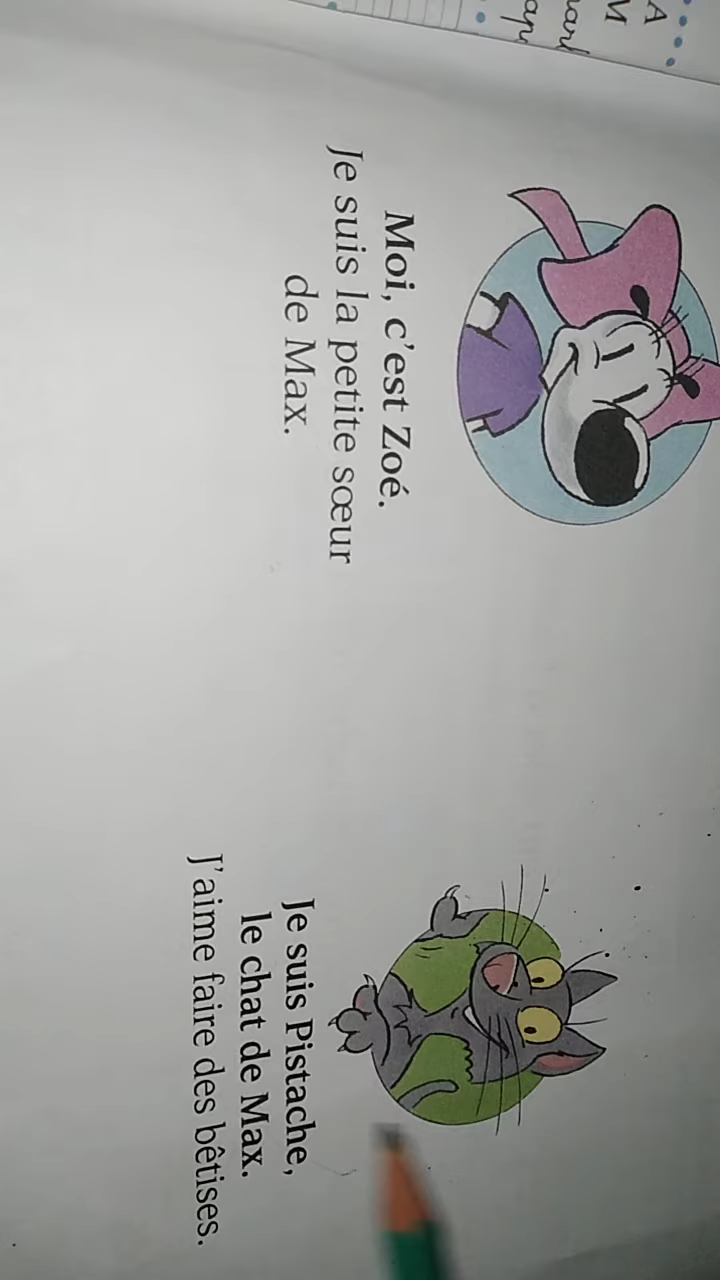 Moi, c'est Zoé.
Je suis la petite sœur
de Max.
Je suis Pistache,
le chat de Max.
J'aime faire des bêtises.